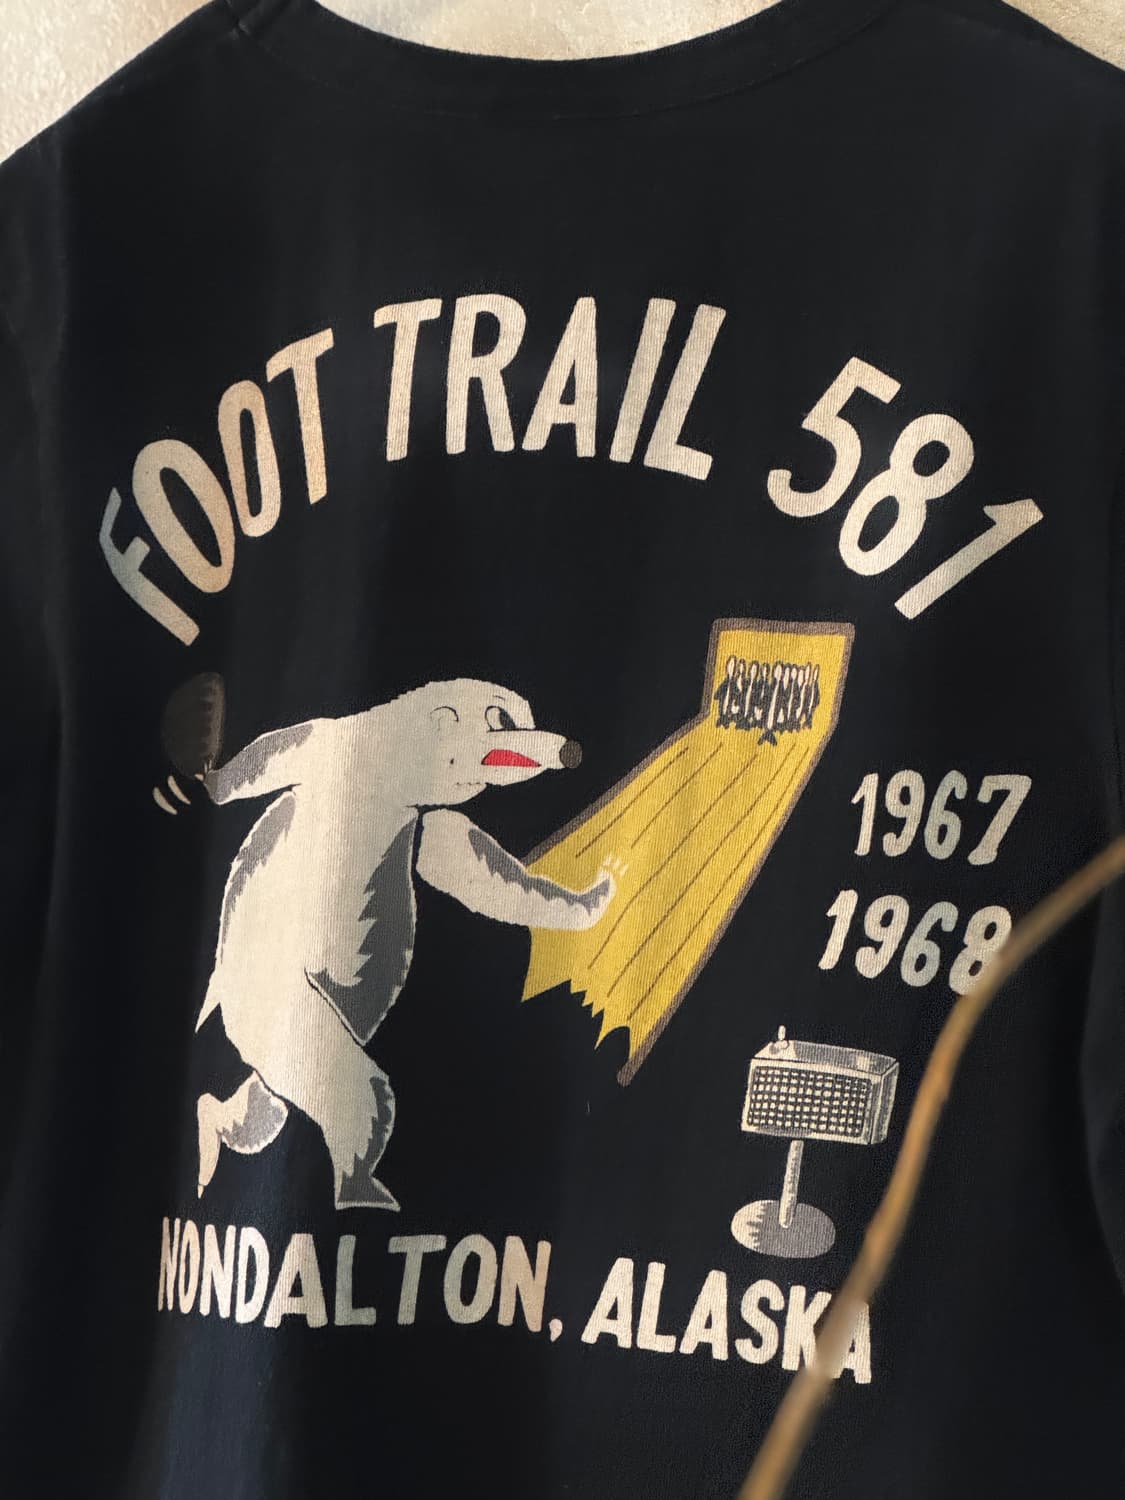 FOOT TRAIL 581
1967
1968
NONDALTON, ALASKA